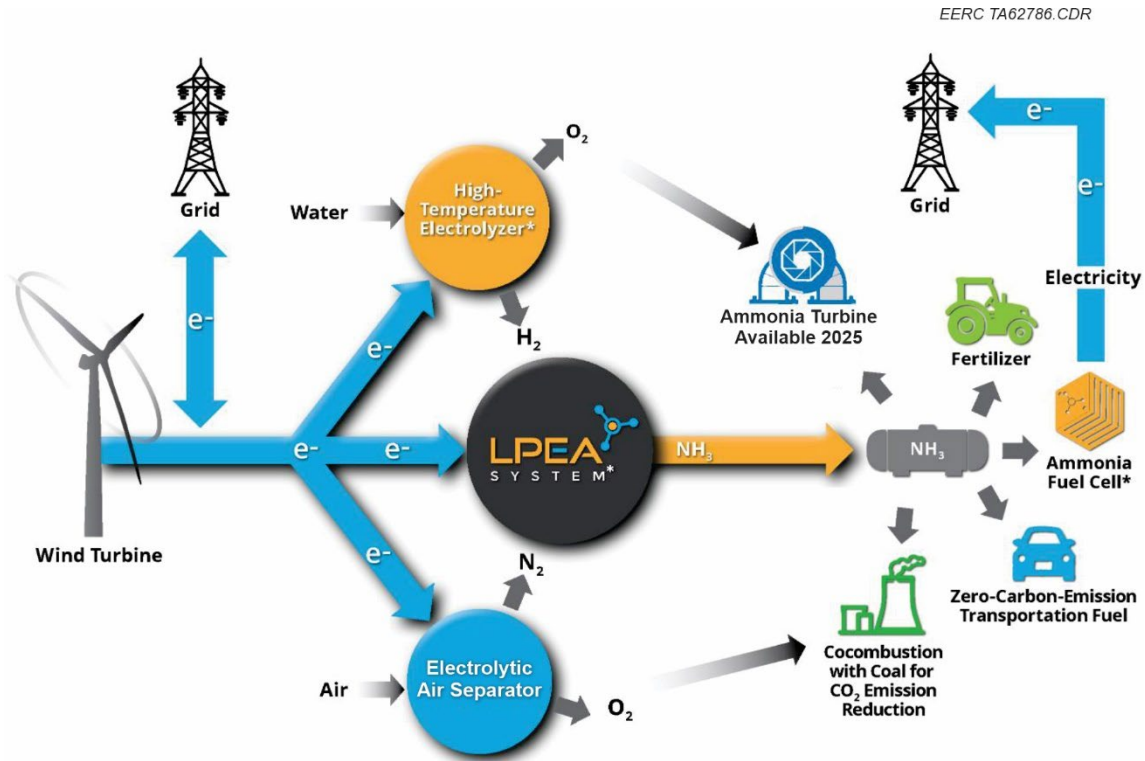 EERC TA62786.CDR
Grid
e-
Wind Turbine
e-
e-
e-
e-
Water
High-
Temperature
Electrolyzer*
O₂
H₂
LPEA
SYSTEM*
NH₃
N₂
Air
Electrolytic
Air Separator
O₂
Ammonia Turbine
Available 2025
NH₃
Fertilizer
Grid
e-
e-
Electricity
Ammonia
Fuel Cell*
Zero-Carbon-Emission
Transportation Fuel
Cocombustion
with Coal for
CO₂ Emission
Reduction